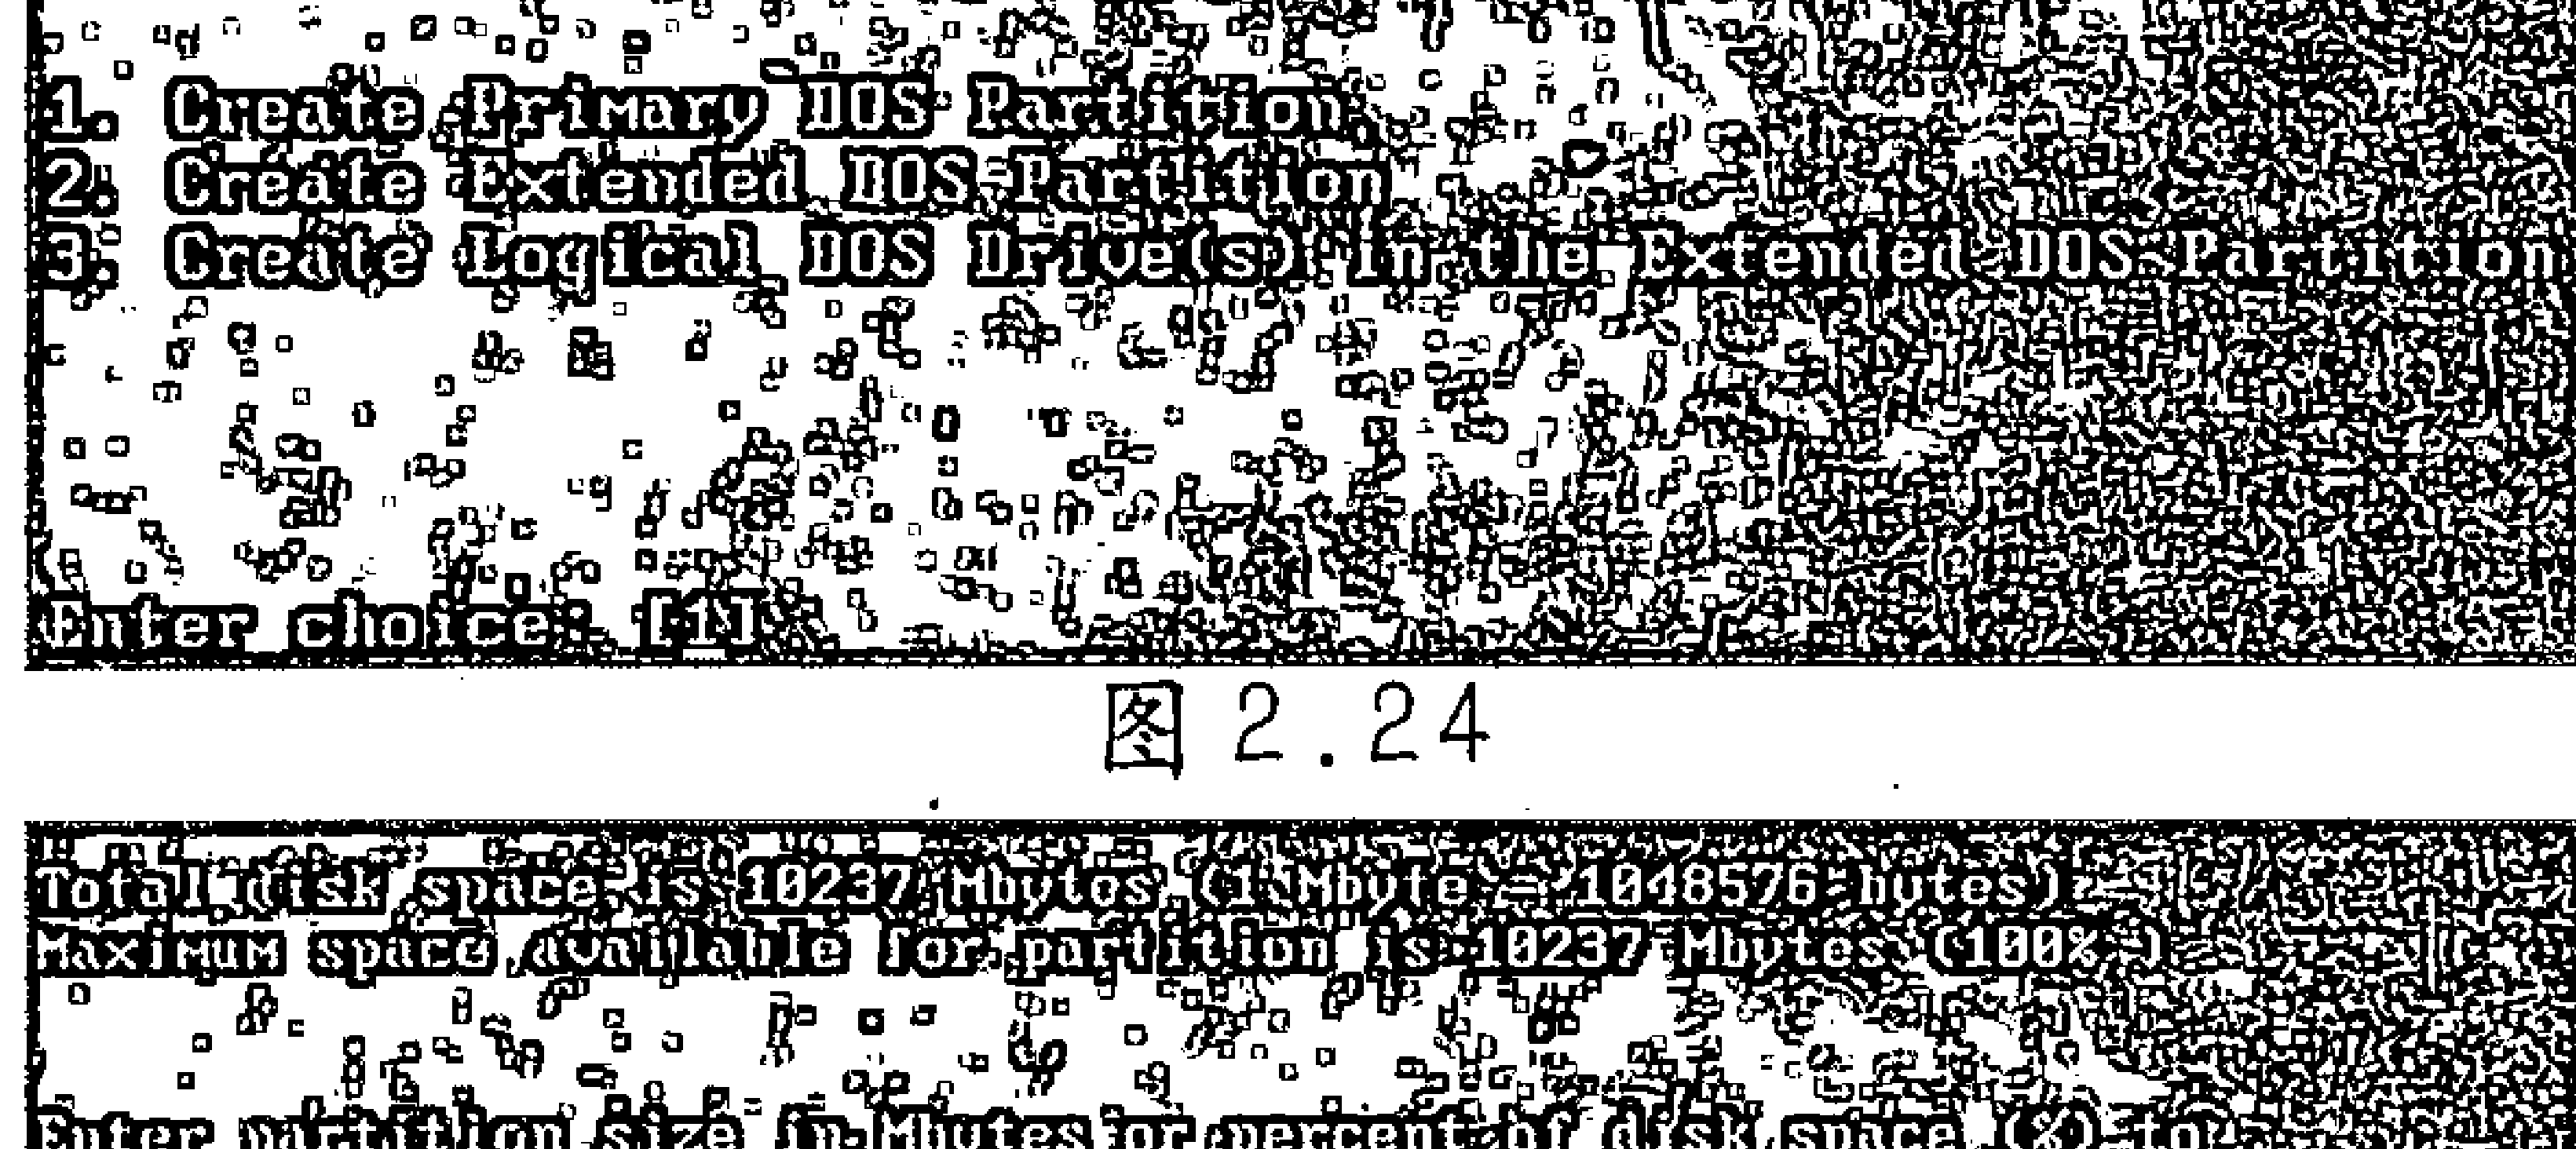 1. Create Primary DOS Partition
2. Create Extended DOS Partition
3. Create Logical DOS Drive(s) in the Extended DOS Partition
Enter choice: [1]
图 2.24
Total disk space is 10237 Mbytes (1 Mbyte = 1048576 bytes)
Maximum space available for partition is 10237 Mbytes (100% )
Enter partition size in Mbytes or percent of disk space (%) to